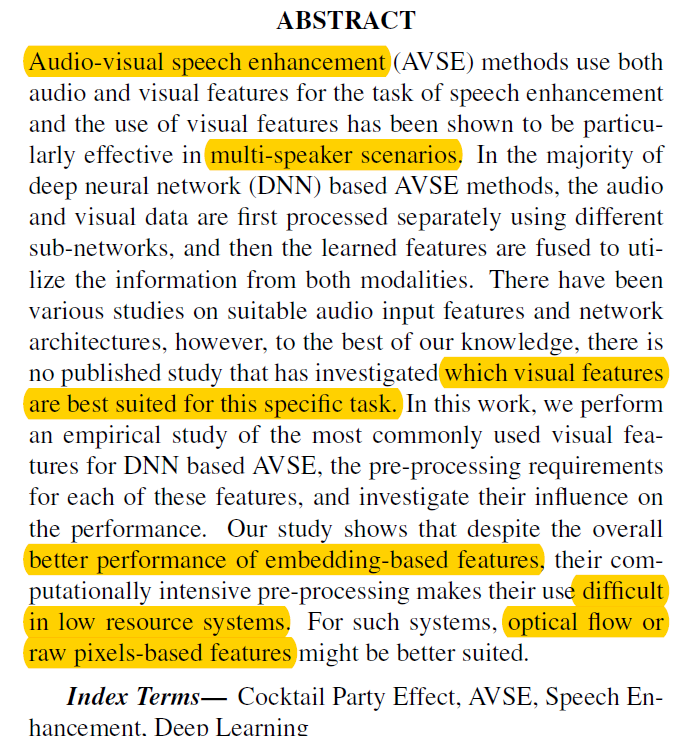 ABSTRACT
Audio-visual speech enhancement (AVSE) methods use both
audio and visual features for the task of speech enhancement
and the use of visual features has been shown to be particu-
larly effective in multi-speaker scenarios. In the majority of
deep neural network (DNN) based AVSE methods, the audio
and visual data are first processed separately using different
sub-networks, and then the learned features are fused to uti-
lize the information from both modalities. There have been
various studies on suitable audio input features and network
architectures, however, to the best of our knowledge, there is
no published study that has investigated which visual features
are best suited for this specific task. In this work, we perform
an empirical study of the most commonly used visual fea-
tures for DNN based AVSE, the pre-processing requirements
for each of these features, and investigate their influence on
the performance. Our study shows that despite the overall
better performance of embedding-based features, their com-
putationally intensive pre-processing makes their use difficult
in low resource systems. For such systems, optical flow or
raw pixels-based features might be better suited.
Index Terms— Cocktail Party Effect, AVSE, Speech En-
hancement, Deep Learning